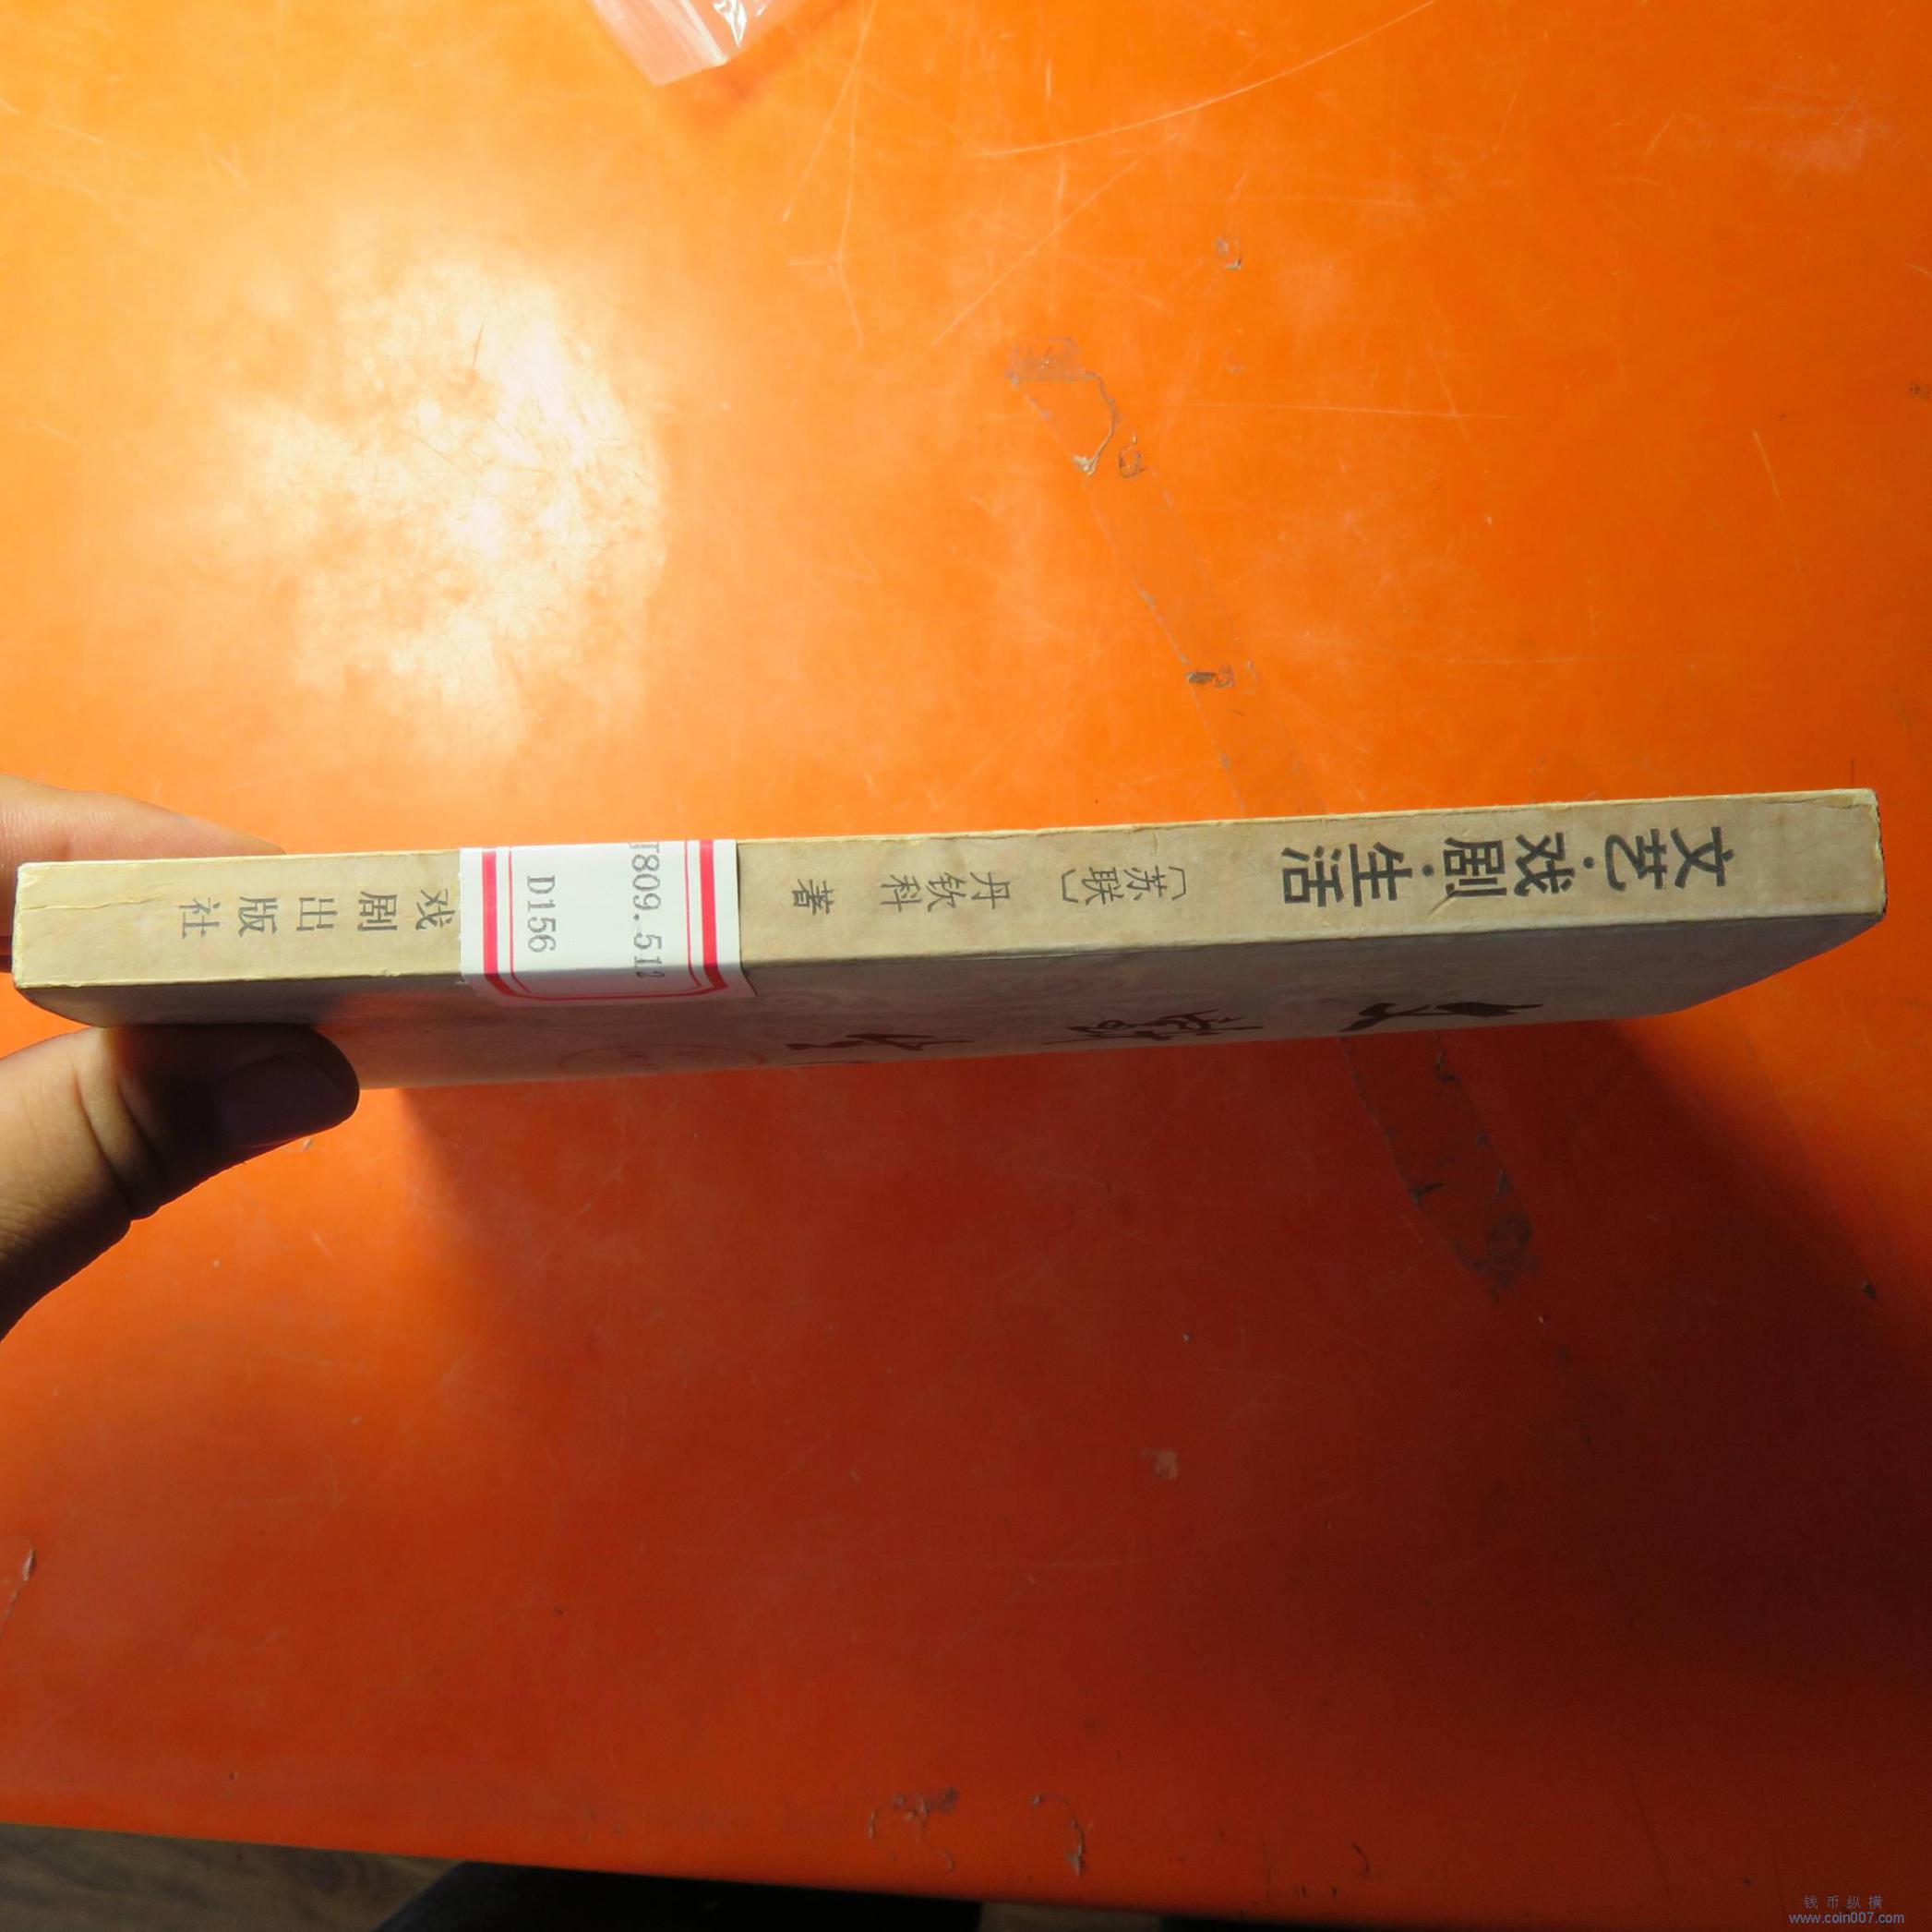 文艺·戏剧·生活
〔苏联〕
丹钦科 著
J809.512
D156
戏剧出版社
钱币纵横
www.coin007.com